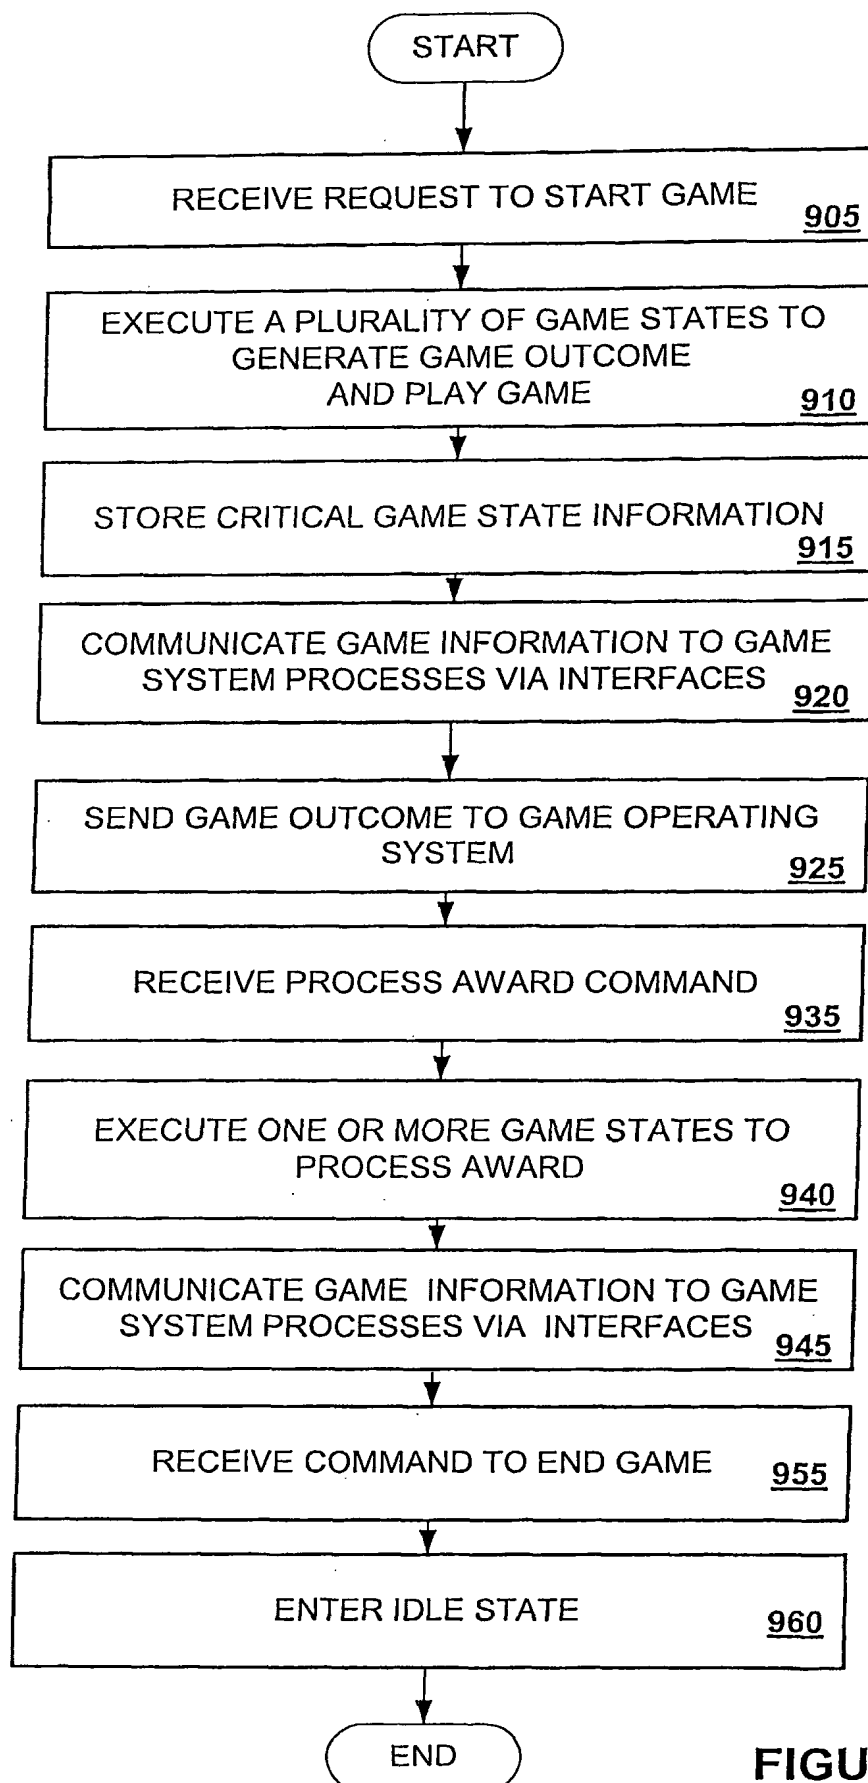 START
RECEIVE REQUEST TO START GAME
905
EXECUTE A PLURALITY OF GAME STATES TO
GENERATE GAME OUTCOME
AND PLAY GAME
910
STORE CRITICAL GAME STATE INFORMATION
915
COMMUNICATE GAME INFORMATION TO GAME
SYSTEM PROCESSES VIA INTERFACES
920
SEND GAME OUTCOME TO GAME OPERATING
SYSTEM
925
RECEIVE PROCESS AWARD COMMAND
935
EXECUTE ONE OR MORE GAME STATES TO
PROCESS AWARD
940
COMMUNICATE GAME INFORMATION TO GAME
SYSTEM PROCESSES VIA INTERFACES
945
RECEIVE COMMAND TO END GAME
955
ENTER IDLE STATE
960
END
FIGU